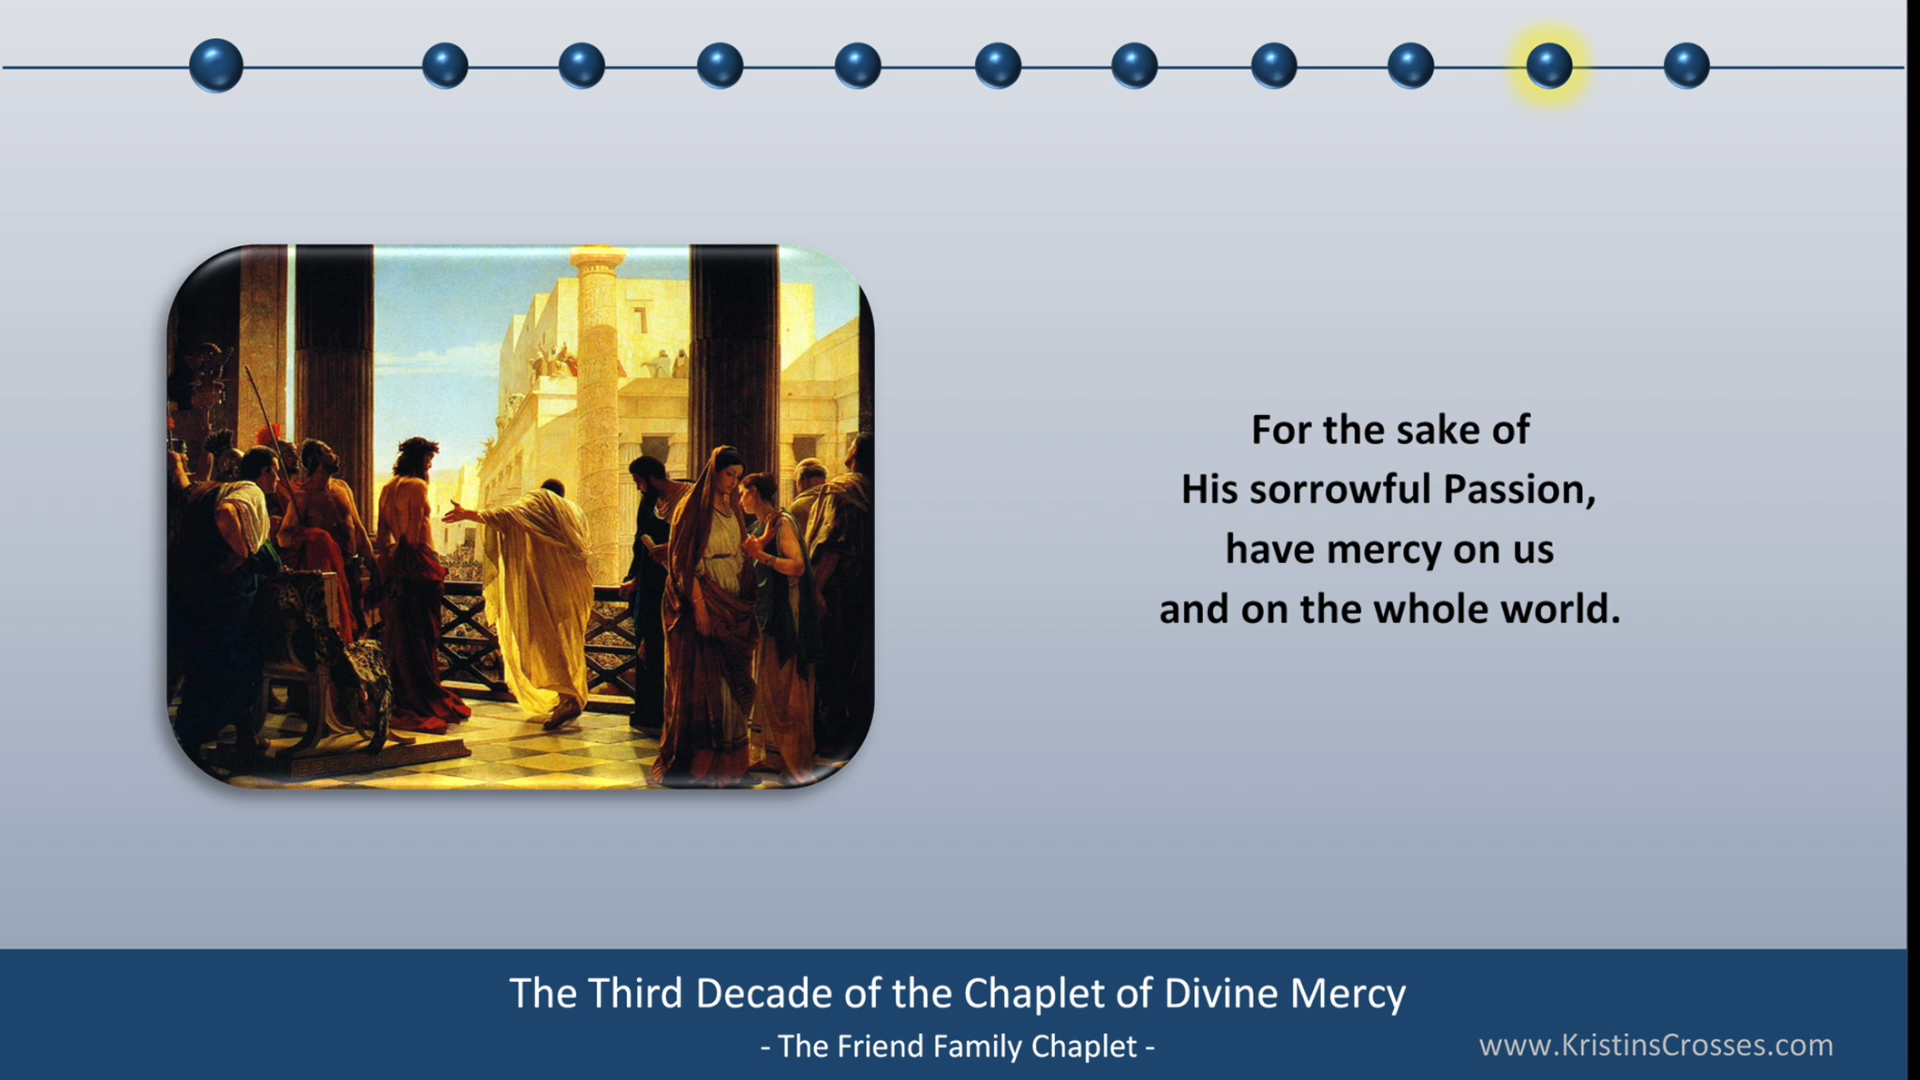 For the sake of
His sorrowful Passion,
have mercy on us
and on the whole world.
The Third Decade of the Chaplet of Divine Mercy
- The Friend Family Chaplet -
www.KristinsCrosses.com